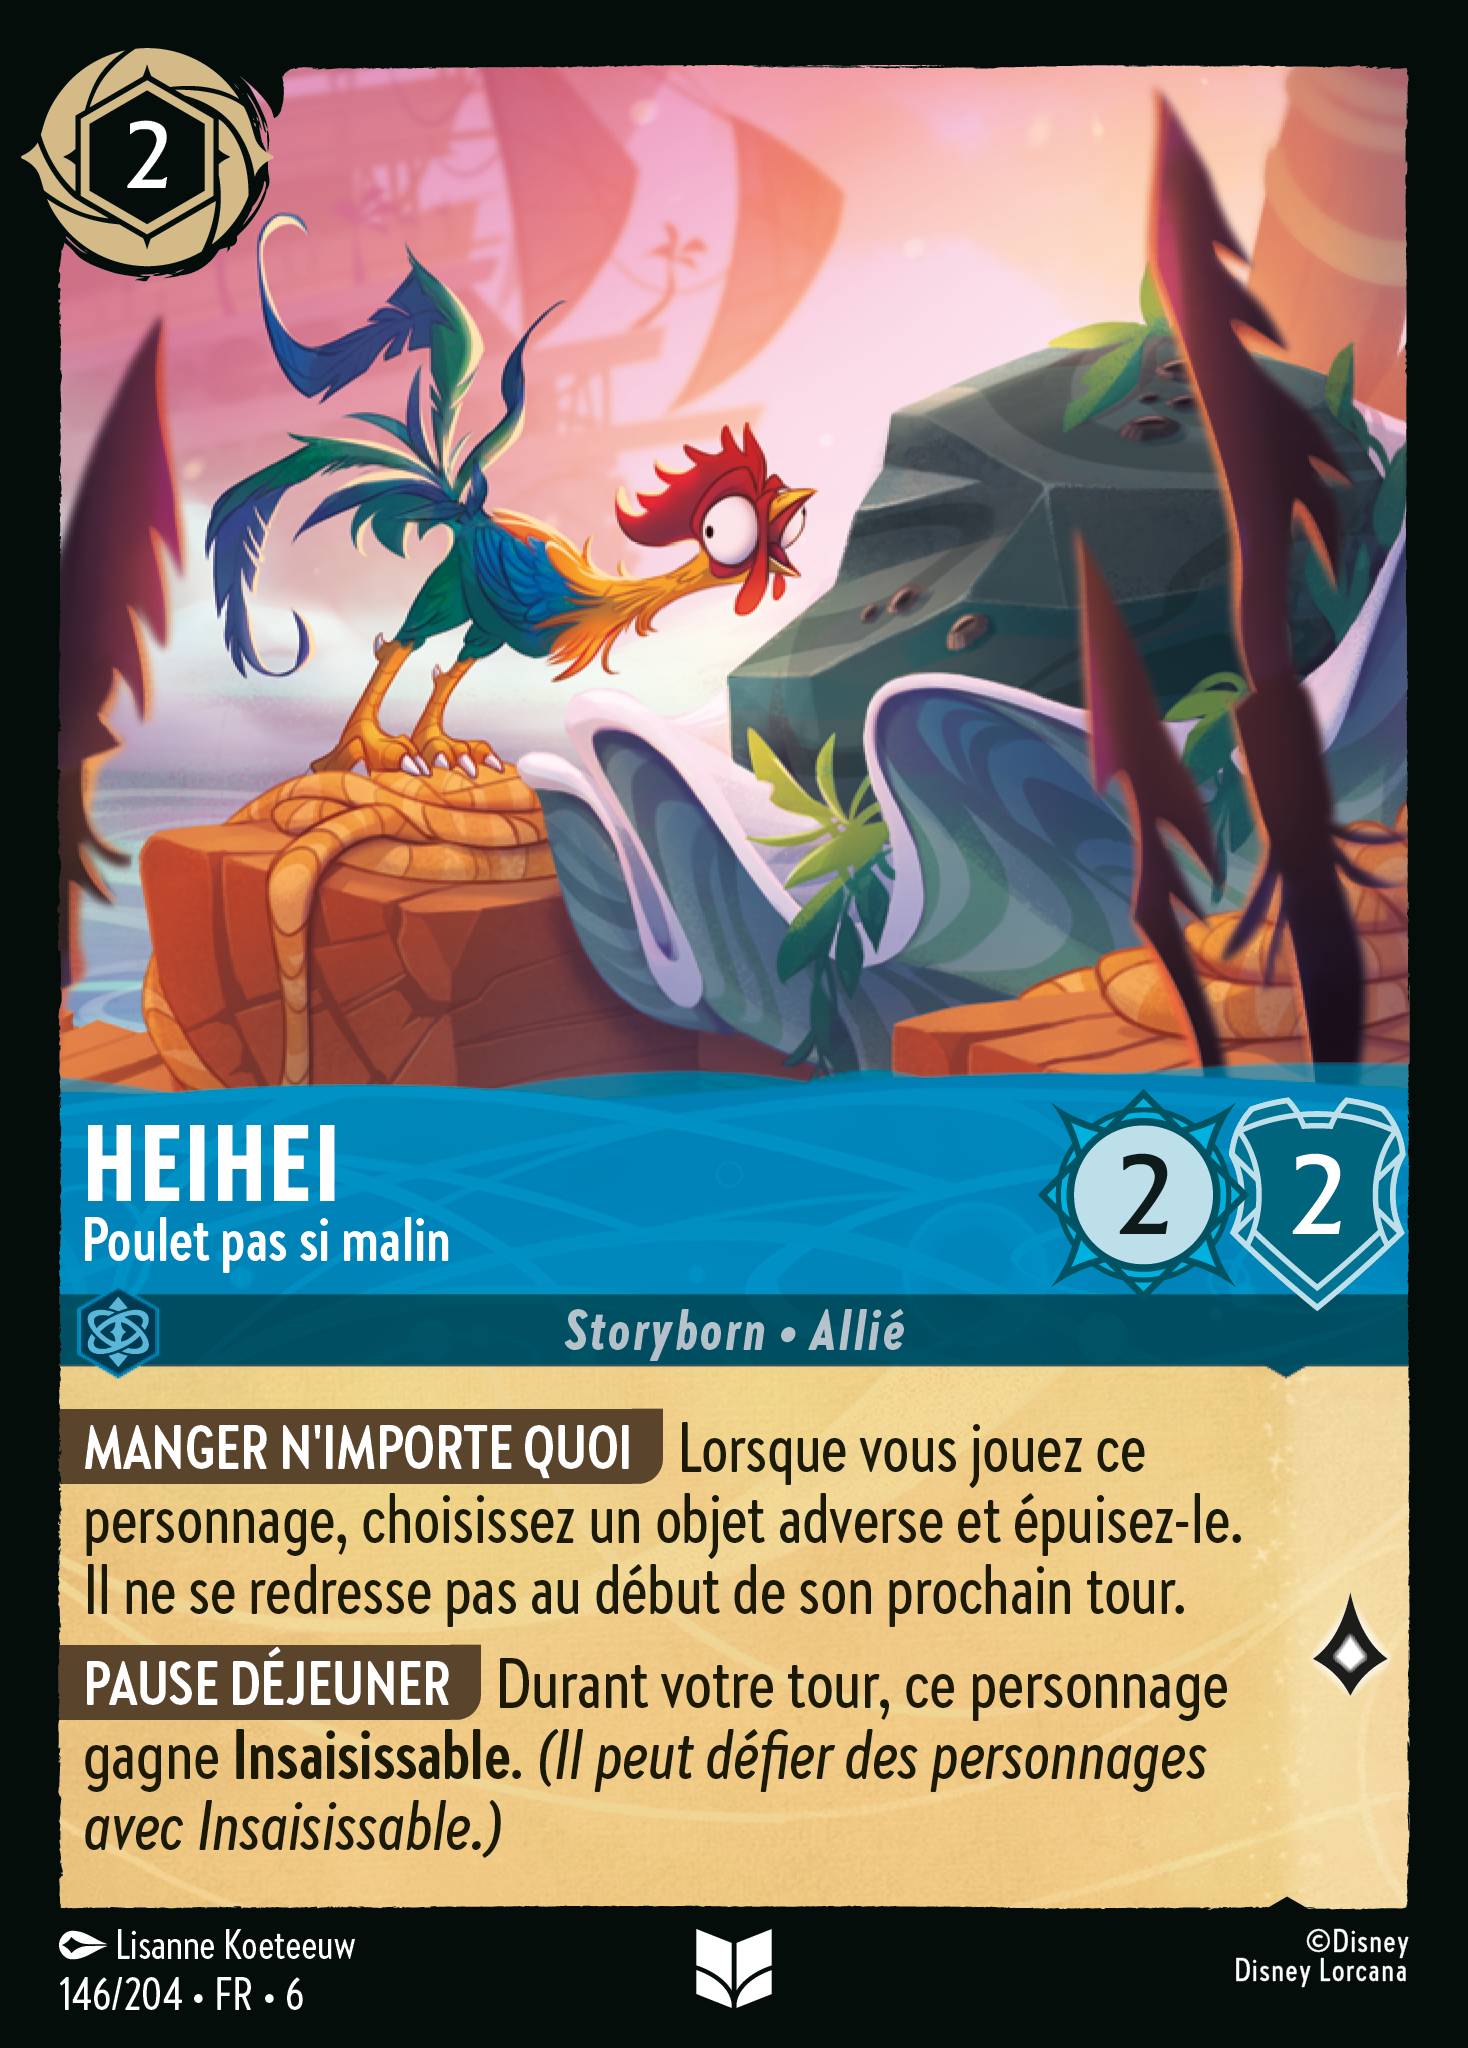 2
HEIHEI
Poulet pas si malin
2 2
Storyborn • Allié
MANGER N'IMPORTE QUOI Lorsque vous jouez ce
personnage, choisissez un objet adverse et épuisez-le.
Il ne se redresse pas au début de son prochain tour.
PAUSE DÉJEUNER Durant votre tour, ce personnage
gagne Insaisissable. (Il peut défier des personnages
avec Insaisissable.)
Lisanne Koeteeuw
146/204 • FR • 6
©Disney
Disney Lorcana